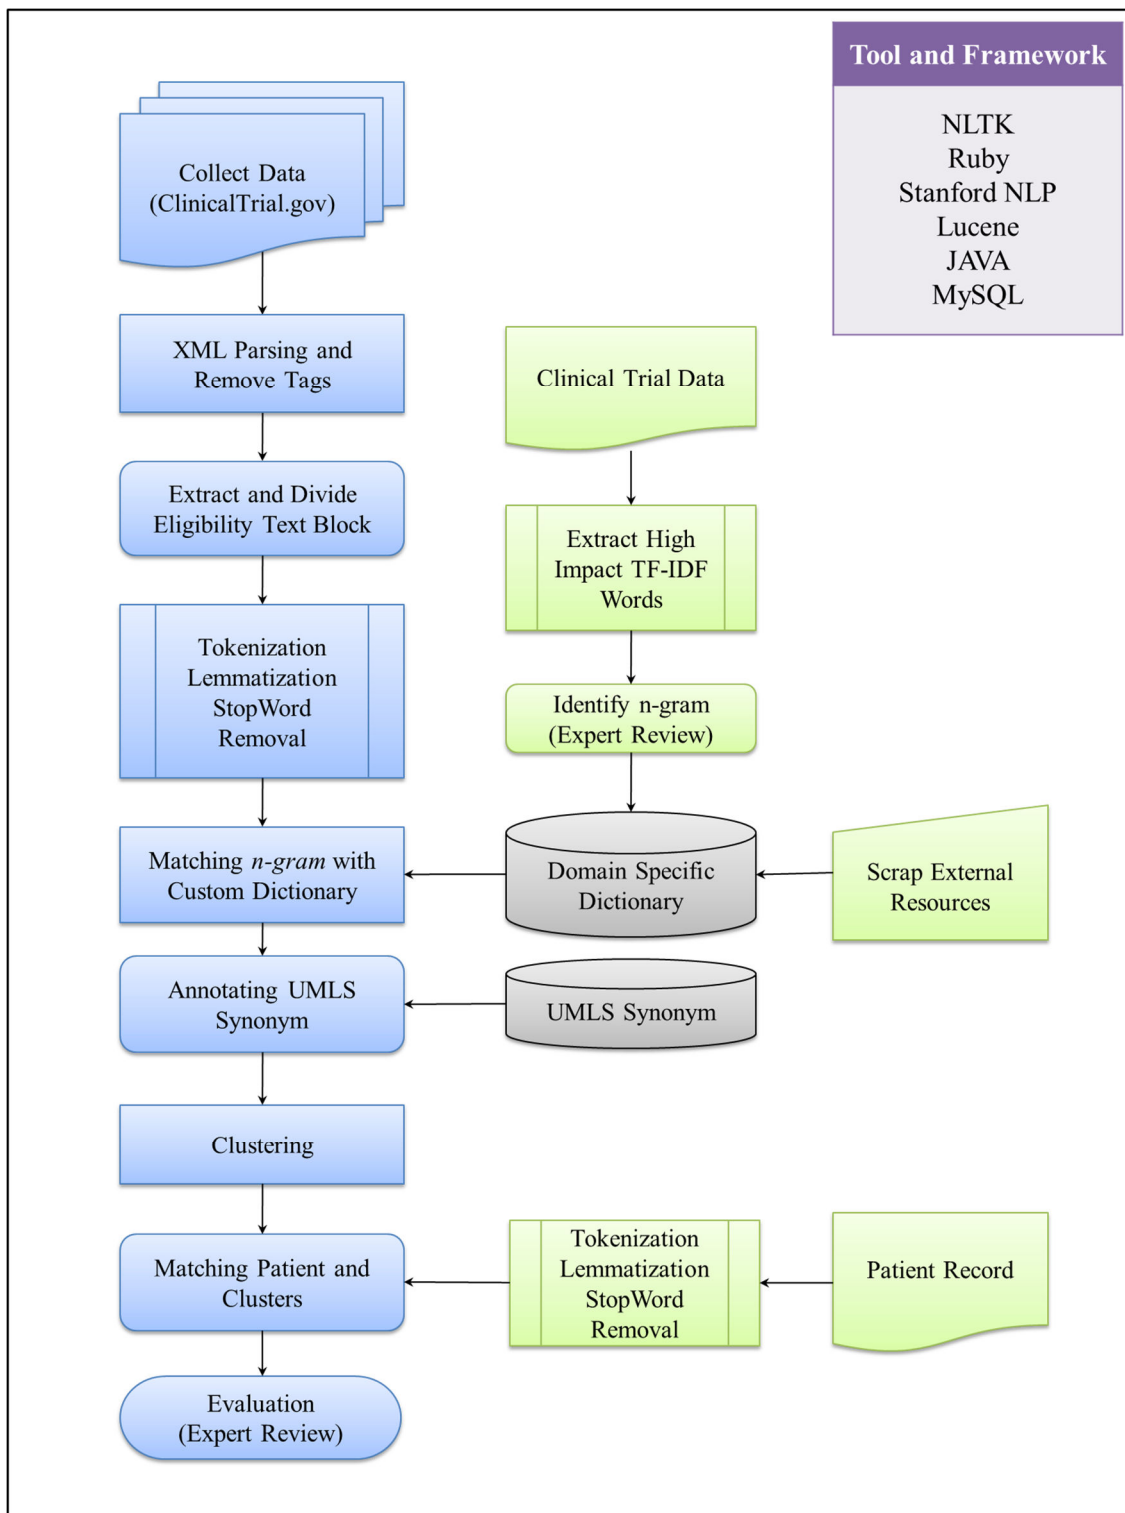 Tool and Framework
NLTK
Ruby
Stanford NLP
Lucene
JAVA
MySQL
Collect Data
(ClinicalTrial.gov)
XML Parsing and
Remove Tags
Extract and Divide
Eligibility Text Block
Tokenization
Lemmatization
StopWord
Removal
Matching n-gram with
Custom Dictionary
Annotating UMLS
Synonym
Clustering
Matching Patient and
Clusters
Evaluation
(Expert Review)
Clinical Trial Data
Extract High
Impact TF-IDF
Words
Identify n-gram
(Expert Review)
Domain Specific
Dictionary
Scrap External
Resources
UMLS Synonym
Tokenization
Lemmatization
StopWord
Removal
Patient Record